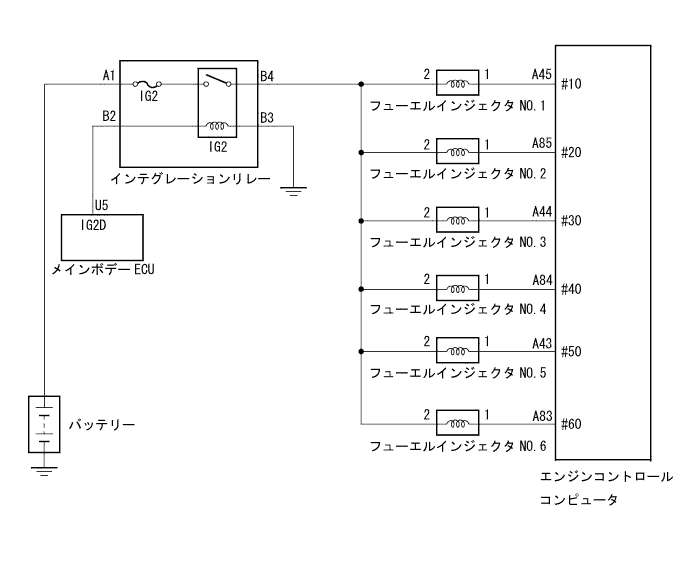 A1
IG2
IG2
B4
B2
B3
インテグレーションリレー
U5
IG2D
メインボデー ECU
バッテリー
2 1 A45 #10
フューエルインジェクタ NO.1
2 1 A85 #20
フューエルインジェクタ NO.2
2 1 A44 #30
フューエルインジェクタ NO.3
2 1 A84 #40
フューエルインジェクタ NO.4
2 1 A43 #50
フューエルインジェクタ NO.5
2 1 A83 #60
フューエルインジェクタ NO.6
エンジンコントロール
コンピュータ